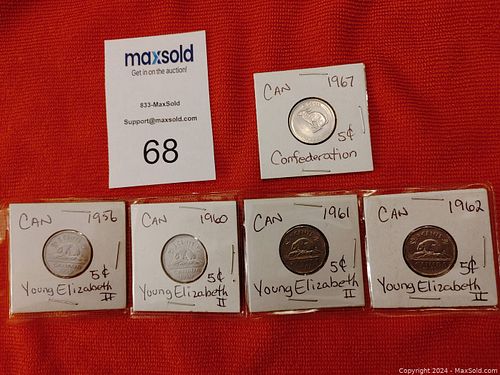 maxsold
Get in on the auction!
833-MaxSold
Support@maxsold.com
68
CAN 1967
5¢
Confederation
CAN 1956
5¢
Young Elizabeth
II
CAN 1960
5¢
Young Elizabeth
II
CAN 1961
5¢
Young Elizabeth
II
CAN 1962
5¢
Young Elizabeth
II
Copyright 2024 - MaxSold.com